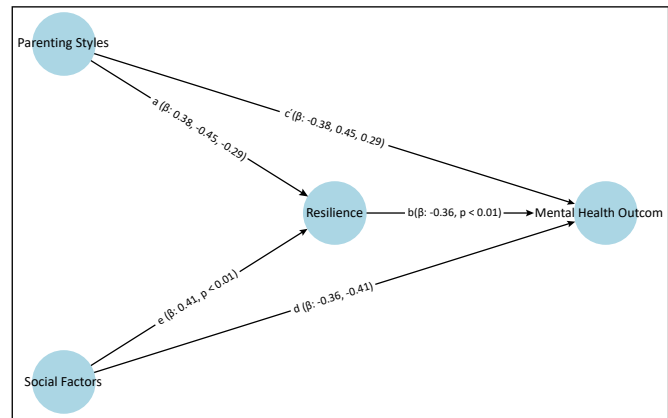 Parenting Styles
a (β: 0.38, -0.45, -0.29)
c′(β: -0.38, 0.45, 0.29)
Resilience
b(β: -0.36, p < 0.01)
Mental Health Outcom
e (β: 0.41, p < 0.01)
d (β: -0.36, -0.41)
Social Factors